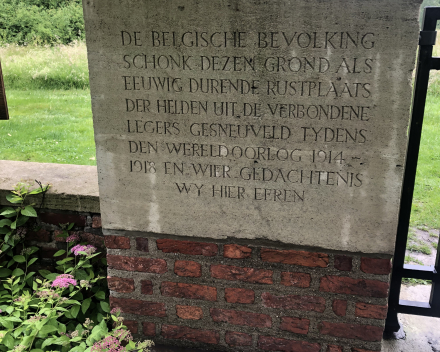 DE BELGISCHE BEVOLKING
SCHONK DEZEN GROND ALS
EEUWIG DURENDE RUSTPLAATS
DER HELDEN UIT DE VERBONDENE
LEGERS GESNEUVELD TYDENS
DEN WERELDOORLOG 1914 –
1918 EN WIER GEDACHTENIS
WY HIER EEREN